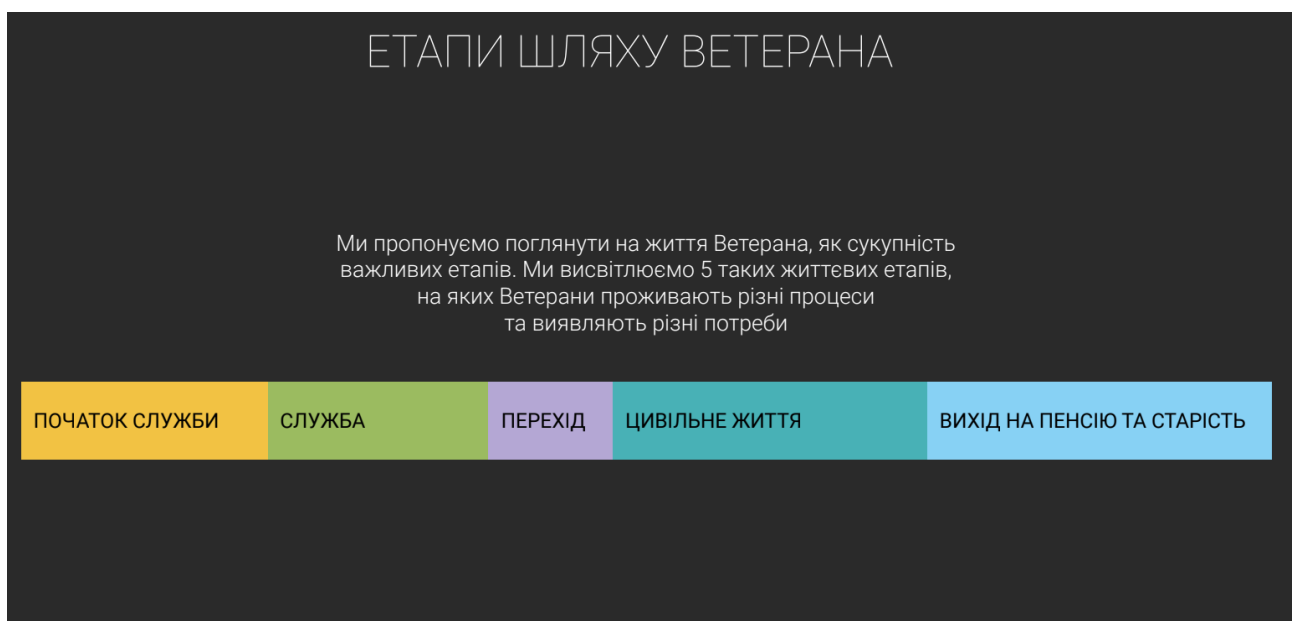 ЕТАПИ ШЛЯХУ ВЕТЕРАНА
Ми пропонуємо поглянути на життя Ветерана, як сукупність
важливих етапів. Ми висвітлюємо 5 таких життєвих етапів,
на яких Ветерани проживають різні процеси
та виявляють різні потреби
ПОЧАТОК СЛУЖБИ
СЛУЖБА
ПЕРЕХІД
ЦИВІЛЬНЕ ЖИТТЯ
ВИХІД НА ПЕНСІЮ ТА СТАРІСТЬ